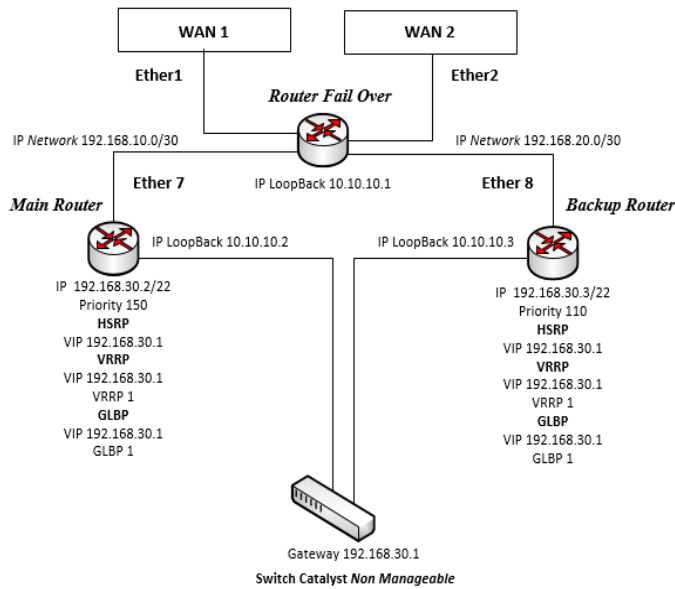 WAN 1
WAN 2
Ether1
Ether2
Router Fail Over
IP Network 192.168.10.0/30
IP Network 192.168.20.0/30
Ether 7
IP LoopBack 10.10.10.1
Ether 8
Main Router
Backup Router
IP LoopBack 10.10.10.2
IP LoopBack 10.10.10.3
IP 192.168.30.2/22
Priority 150
HSRP
VIP 192.168.30.1
VRRP
VIP 192.168.30.1
VRRP 1
GLBP
VIP 192.168.30.1
GLBP 1
IP 192.168.30.3/22
Priority 110
HSRP
VIP 192.168.30.1
VRRP
VIP 192.168.30.1
VRRP 1
GLBP
VIP 192.168.30.1
GLBP 1
Gateway 192.168.30.1
Switch Catalyst Non Manageable